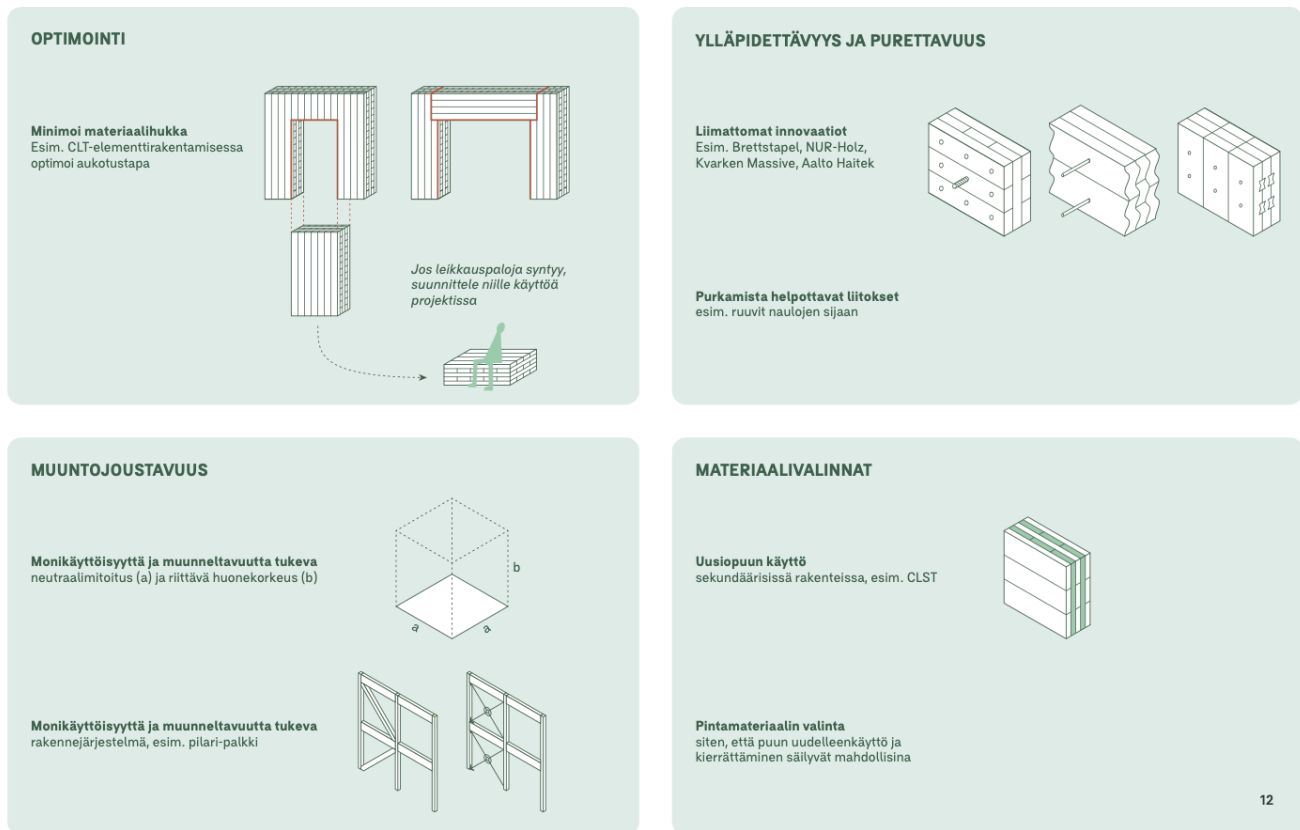 OPTIMOINTI
Minimoi materiaalihukka
Esim. CLT-elementtirakentamisessa
optimoi aukotustapa
Jos leikkauspaloja syntyy,
suunnittele niille käyttöä
projektissa
YLLÄPIDETTÄVYYS JA PURETTAVUUS
Liimattomat innovaatiot
Esim. Brettstapel, NUR-Holz,
Kvarken Massive, Aalto Haitek
Purkamista helpottavat liitokset
esim. ruuvit naulojen sijaan
MUUNTOJOUSTAVUUS
Monikäyttöisyyttä ja muunneltavuutta tukeva
neutraalimitoitus (a) ja riittävä huonekorkeus (b)
b
a
a
Monikäyttöisyyttä ja muunneltavuutta tukeva
rakennejärjestelmä, esim. pilari-palkki
MATERIAALIVALINNAT
Uusiopuun käyttö
sekundäärisissä rakenteissa, esim. CLST
Pintamateriaalin valinta
siten, että puun uudelleenkäyttö ja
kierrättäminen säilyvät mahdollisina
12